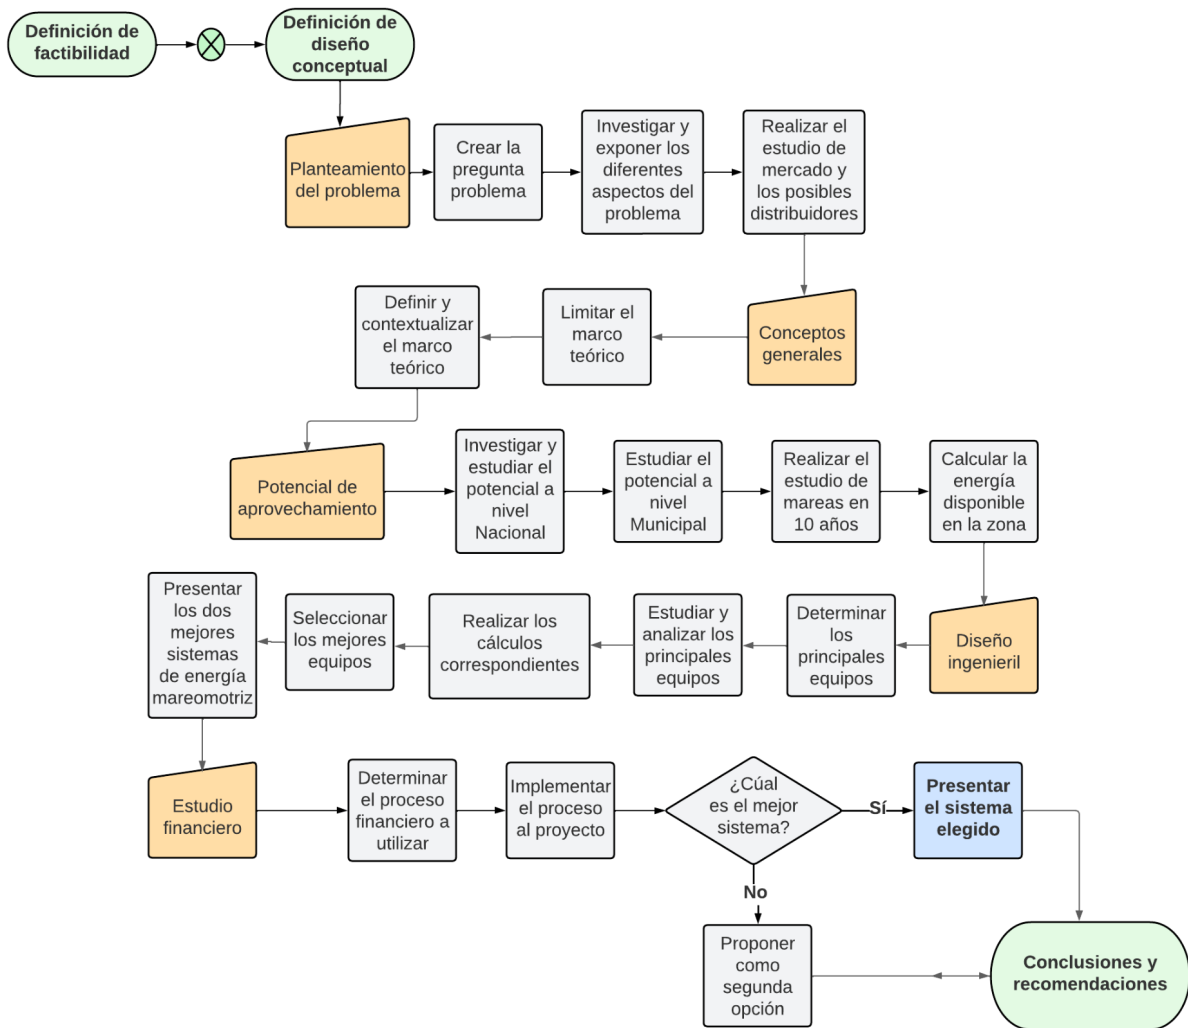 Definición de
factibilidad
Definición de
diseño
conceptual
Planteamiento
del problema
Crear la
pregunta
problema
Investigar y
exponer los
diferentes
aspectos del
problema
Realizar el
estudio de
mercado y
los posibles
distribuidores
Conceptos
generales
Limitar el
marco
teórico
Definir y
contextualizar
el marco
teórico
Potencial de
aprovechamiento
Investigar y
estudiar el
potencial a
nivel
Nacional
Estudiar el
potencial a
nivel
Municipal
Realizar el
estudio de
mareas en
10 años
Calcular la
energía
disponible
en la zona
Diseño
ingenieril
Determinar
los
principales
equipos
Estudiar y
analizar los
principales
equipos
Realizar los
cálculos
correspondientes
Seleccionar
los mejores
equipos
Presentar
los dos
mejores
sistemas
de energía
mareomotriz
Estudio
financiero
Determinar
el proceso
financiero a
utilizar
Implementar
el proceso
al proyecto
¿Cúal
es el mejor
sistema?
Sí
Presentar
el sistema
elegido
No
Proponer
como
segunda
opción
Conclusiones y
recomendaciones